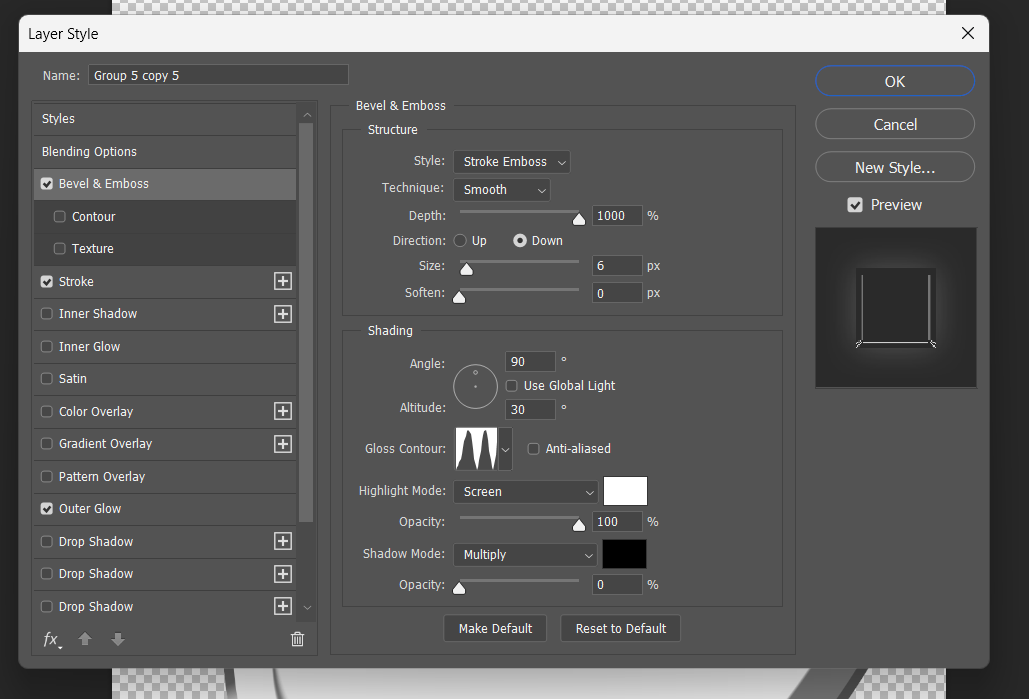 Layer Style
Name: Group 5 copy 5
Styles
Blending Options
Bevel & Emboss
Contour
Texture
Stroke
Inner Shadow
Inner Glow
Satin
Color Overlay
Gradient Overlay
Pattern Overlay
Outer Glow
Drop Shadow
Drop Shadow
Drop Shadow
fx
Bevel & Emboss
Structure
Style: Stroke Emboss
Technique: Smooth
Depth: 1000 %
Direction: Up Down
Size: 6 px
Soften: 0 px
Shading
Angle: 90 °
Use Global Light
Altitude: 30 °
Gloss Contour: Anti-aliased
Highlight Mode: Screen
Opacity: 100 %
Shadow Mode: Multiply
Opacity: 0 %
Make Default Reset to Default
OK
Cancel
New Style...
Preview